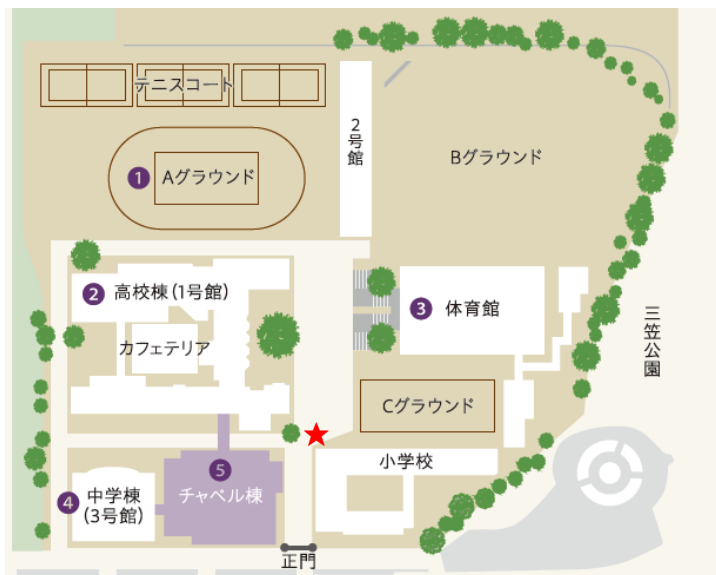 テニスコート
2号館
Bグラウンド
1 Aグラウンド
2 高校棟(1号館)
3 体育館
三笠公園
カフェテリア
Cグラウンド
小学校
5
チャペル棟
4 中学棟
(3号館)
正門